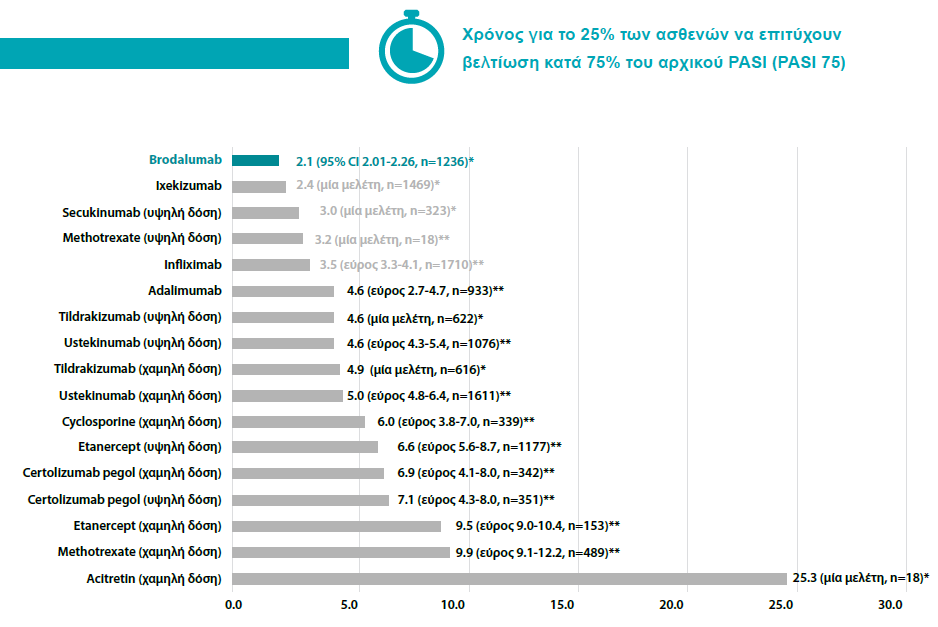 Χρόνος για το 25% των ασθενών να επιτύχουν
βελτίωση κατά 75% του αρχικού PASI (PASI 75)
Brodalumab 2.1 (95% CI 2.01-2.26, n=1236)*
Ixekizumab 2.4 (μία μελέτη, n=1469)*
Secukinumab (υψηλή δόση) 3.0 (μία μελέτη, n=323)*
Methotrexate (υψηλή δόση) 3.2 (μία μελέτη, n=18)**
Infliximab 3.5 (εύρος 3.3-4.1, n=1710)**
Adalimumab 4.6 (εύρος 2.7-4.7, n=933)**
Tildrakizumab (υψηλή δόση) 4.6 (μία μελέτη, n=622)*
Ustekinumab (υψηλή δόση) 4.6 (εύρος 4.3-5.4, n=1076)**
Tildrakizumab (χαμηλή δόση) 4.9 (μία μελέτη, n=616)*
Ustekinumab (χαμηλή δόση) 5.0 (εύρος 4.8-6.4, n=1611)**
Cyclosporine (χαμηλή δόση) 6.0 (εύρος 3.8-7.0, n=339)**
Etanercept (υψηλή δόση) 6.6 (εύρος 5.6-8.7, n=1177)**
Certolizumab pegol (χαμηλή δόση) 6.9 (εύρος 4.1-8.0, n=342)**
Certolizumab pegol (υψηλή δόση) 7.1 (εύρος 4.3-8.0, n=351)**
Etanercept (χαμηλή δόση) 9.5 (εύρος 9.0-10.4, n=153)**
Methotrexate (χαμηλή δόση) 9.9 (εύρος 9.1-12.2, n=489)**
Acitretin (χαμηλή δόση) 25.3 (μία μελέτη, n=18)*
0.0 5.0 10.0 15.0 20.0 25.0 30.0